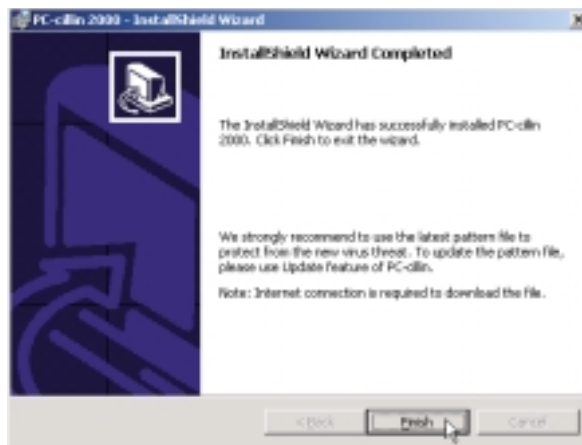 PC-cillin 2000 - InstallShield Wizard
InstallShield Wizard Completed
The InstallShield Wizard has successfully installed PC-cillin
2000. Click Finish to exit the wizard.
We strongly recommend to use the latest pattern file to
protect from the new virus threat. To update the pattern file,
please use Update feature of PC-cillin.
Note: Internet connection is required to download the file.
< Back Finish Cancel